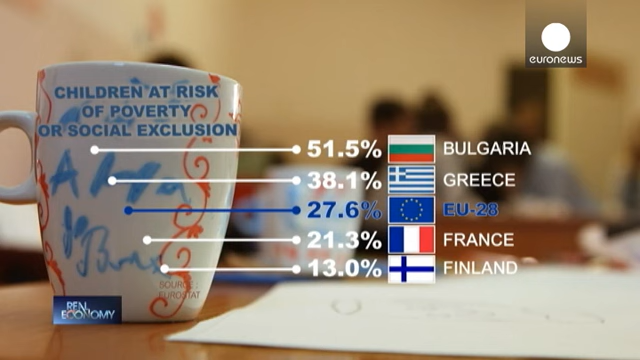 euronews
CHILDREN AT RISK
OF POVERTY
OR SOCIAL EXCLUSION
51.5% BULGARIA
38.1% GREECE
27.6% EU-28
21.3% FRANCE
13.0% FINLAND
SOURCE:
EUROSTAT
REAL
ECONOMY